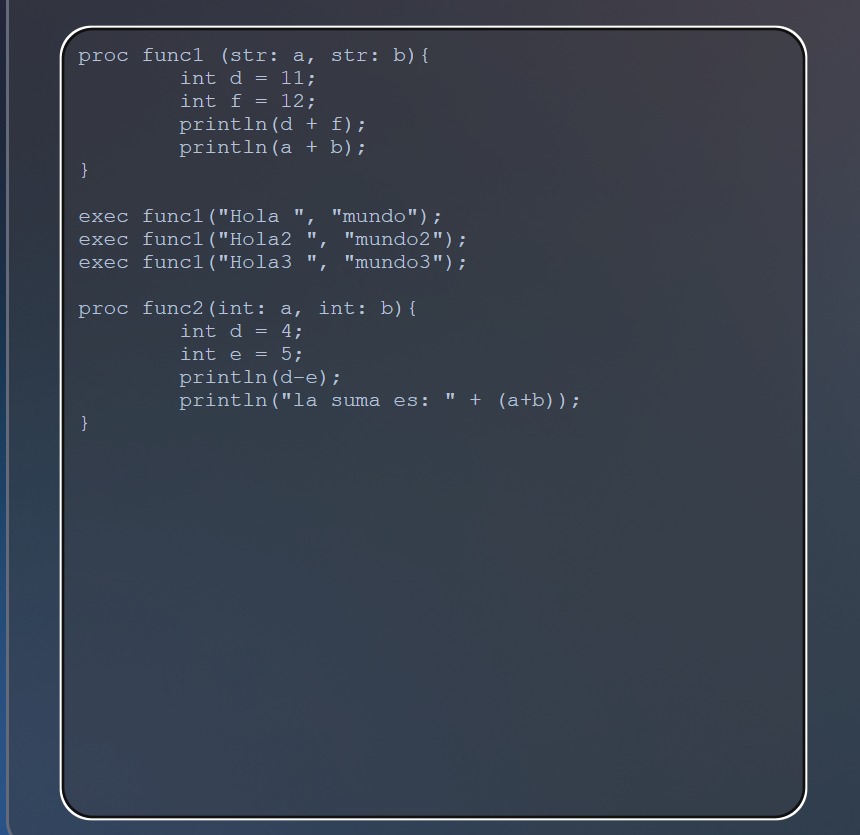 proc func1 (str: a, str: b){
int d = 11;
int f = 12;
println(d + f);
println(a + b);
}
exec func1("Hola ", "mundo");
exec func1("Hola2 ", "mundo2");
exec func1("Hola3 ", "mundo3");
proc func2(int: a, int: b){
int d = 4;
int e = 5;
println(d-e);
println("la suma es: " + (a+b));
}